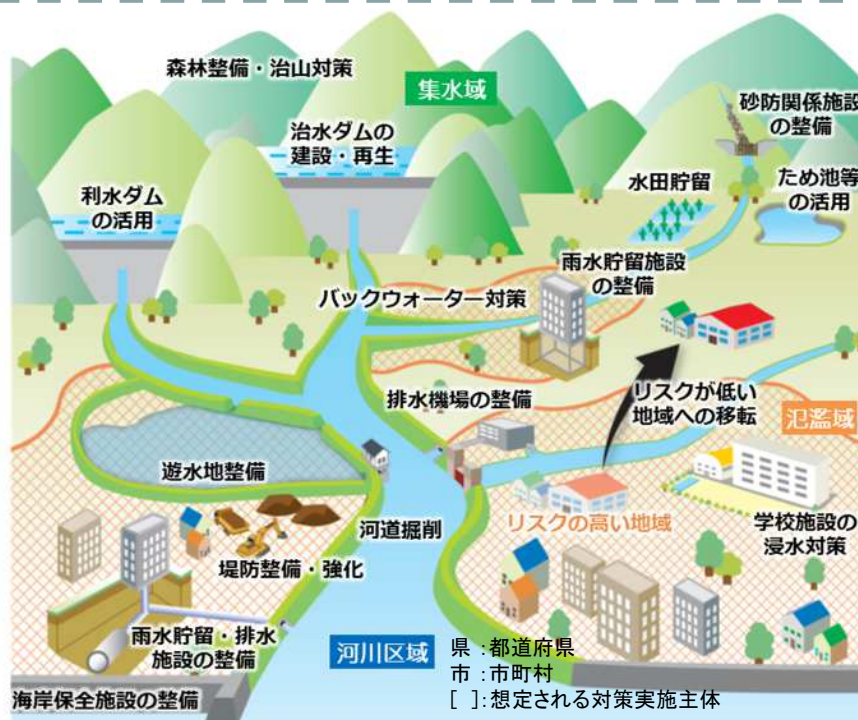 森林整備・治山対策
集水域
砂防関係施設
の整備
治水ダムの
建設・再生
水田貯留
ため池等
の活用
利水ダム
の活用
雨水貯留施設
の整備
バックウォーター対策
排水機場の整備
リスクが低い
地域への移転
氾濫域
遊水地整備
リスクの高い地域
学校施設の
浸水対策
河道掘削
堤防整備・強化
雨水貯留・排水
施設の整備
河川区域
県 :都道府県
市 :市町村
[ ]:想定される対策実施主体
海岸保全施設の整備